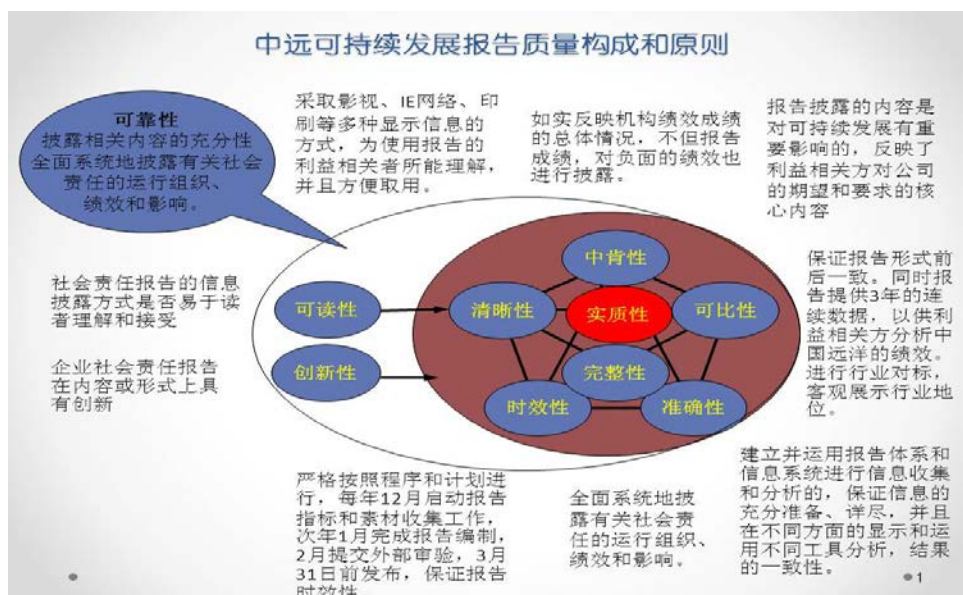 中远可持续发展报告质量构成和原则
可靠性
披露相关内容的充分性
全面系统地披露有关社会
责任的运行组织、
绩效和影响。
采取影视、IE网络、印
刷等多种显示信息的
方式，为使用报告的
利益相关者所能理解，
并且方便取用。
如实反映机构绩效成绩
的总体情况，不但报告
成绩，对负面的绩效也
进行披露。
报告披露的内容是
对可持续发展有重
要影响的，反映了
利益相关方对公司
的期望和要求的核
心内容
社会责任报告的信息
披露方式是否易于读
者理解和接受
企业社会责任报告
在内容或形式上具
有创新
可读性
创新性
中肯性
清晰性
实质性
可比性
完整性
时效性
准确性
保证报告形式前
后一致。同时报
告提供3年的连
续数据，以供利
益相关方分析中
国远洋的绩效。
进行行业对标，
客观展示行业地
位。
严格按照程序和计划进
行，每年12月启动报告
指标和素材收集工作，
次年1月完成报告编制，
2月提交外部审验，3月
31日前发布，保证报告
时效性
全面系统地披
露有关社会责
任的运行组织、
绩效和影响。
建立并运用报告体系和
信息系统进行信息收集
和分析的，保证信息的
充分准备、详尽，并且
在不同方面的显示和运
用不同工具分析，结果
的一致性。
1